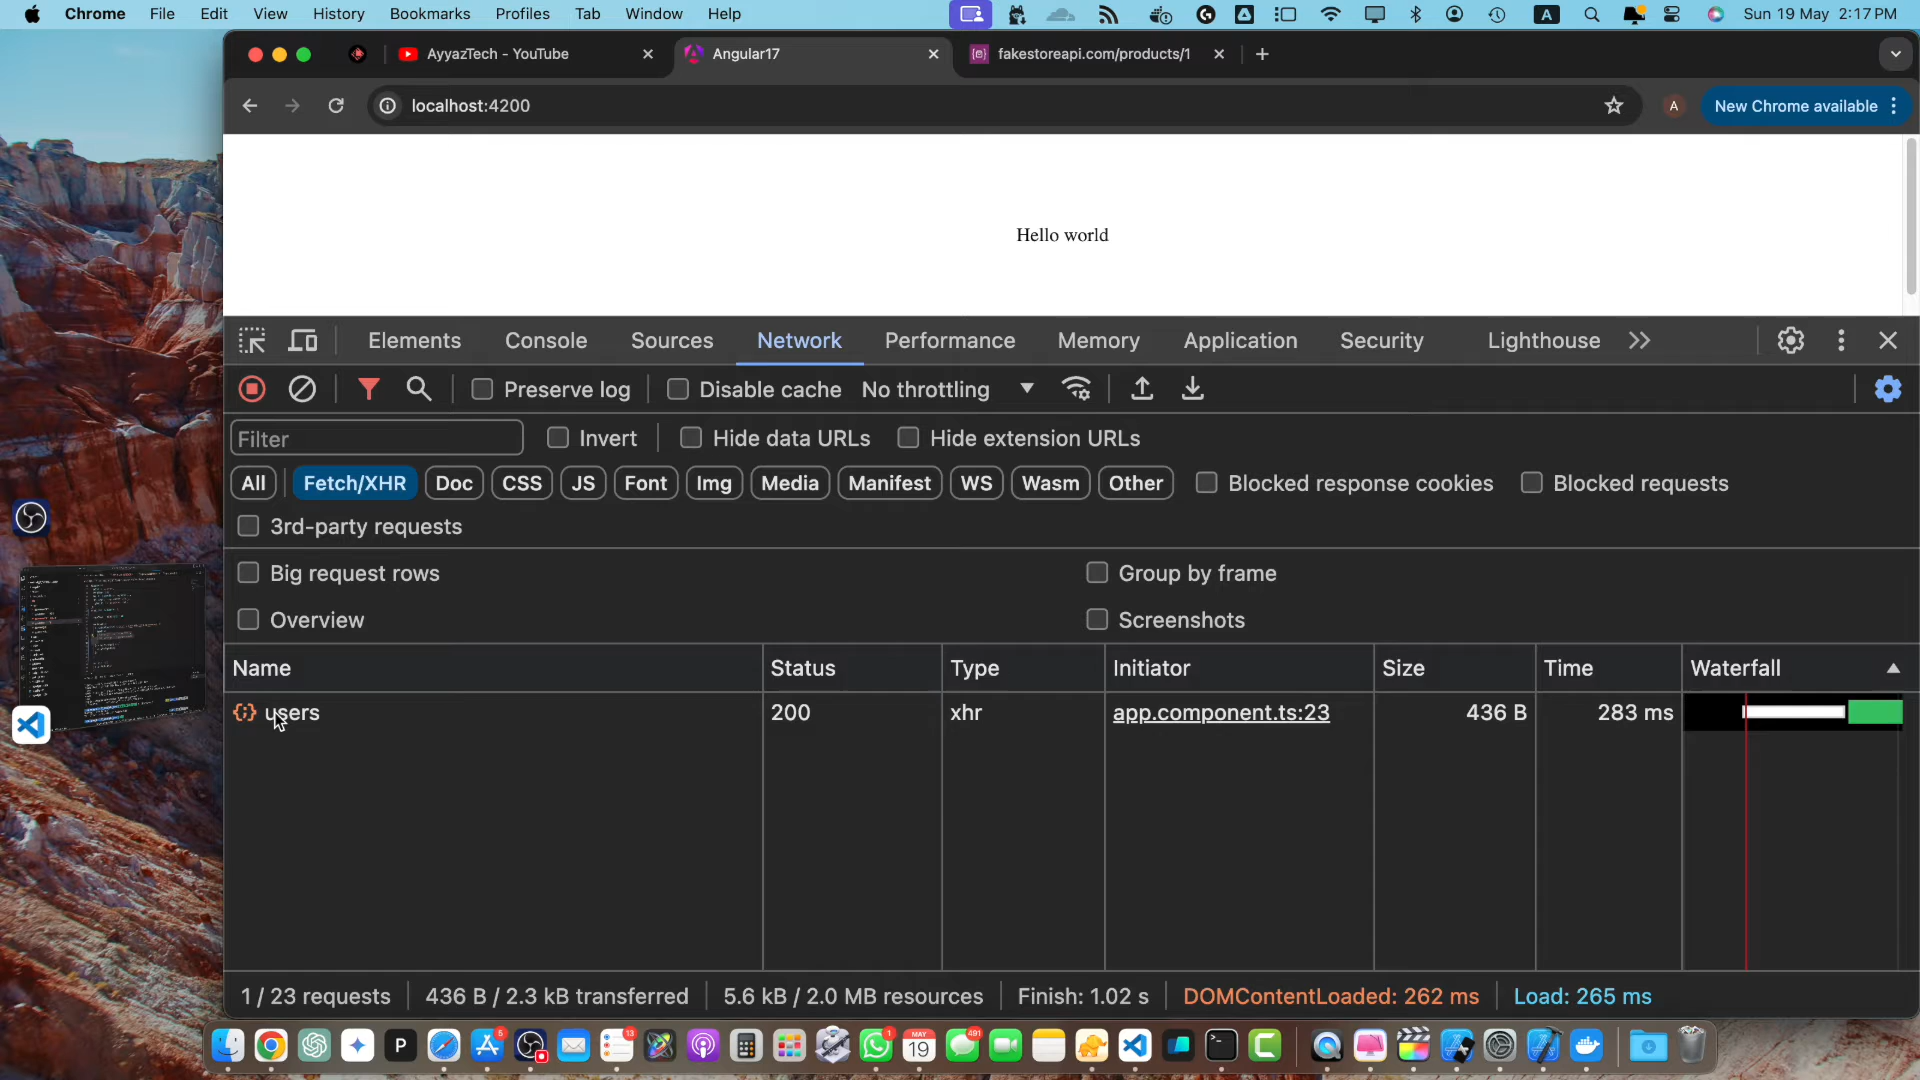 Chrome File Edit View History Bookmarks Profiles Tab Window Help A Sun 19 May 2:17 PM
AyyazTech - YouTube Angular17 fakestoreapi.com/products/1
localhost:4200 A New Chrome available
Hello world
Elements Console Sources Network Performance Memory Application Security Lighthouse
Preserve log Disable cache No throttling
Filter Invert Hide data URLs Hide extension URLs
All Fetch/XHR Doc CSS JS Font Img Media Manifest WS Wasm Other Blocked response cookies Blocked requests
3rd-party requests
Big request rows Group by frame
Overview Screenshots
Name Status Type Initiator Size Time Waterfall
users 200 xhr app.component.ts:23 436 B 283 ms
1 / 23 requests 436 B / 2.3 kB transferred 5.6 kB / 2.0 MB resources Finish: 1.02 s DOMContentLoaded: 262 ms Load: 265 ms
P 5 13 1 MAY 19 491